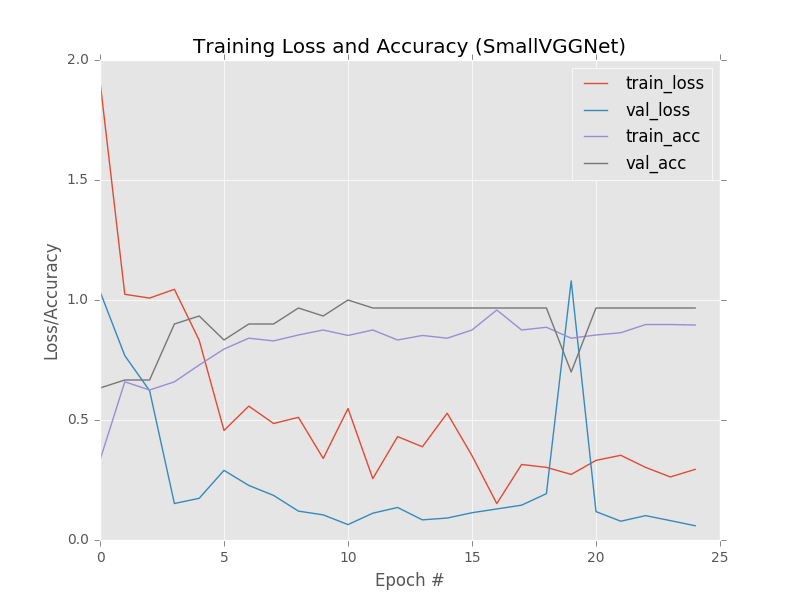 Training Loss and Accuracy (SmallVGGNet)
2.0
1.5
1.0
0.5
0.0
Loss/Accuracy
train_loss
val_loss
train_acc
val_acc
0 5 10 15 20 25
Epoch #